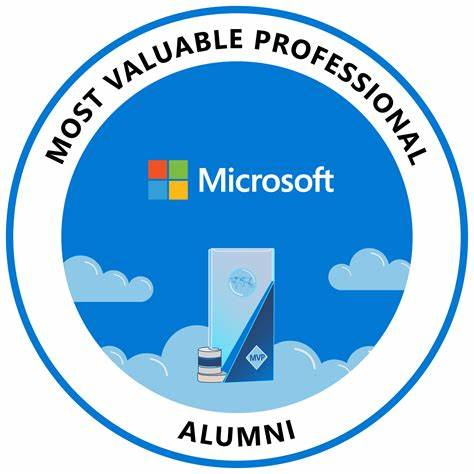 MOST VALUABLE PROFESSIONAL
Microsoft
MVP
ALUMNI